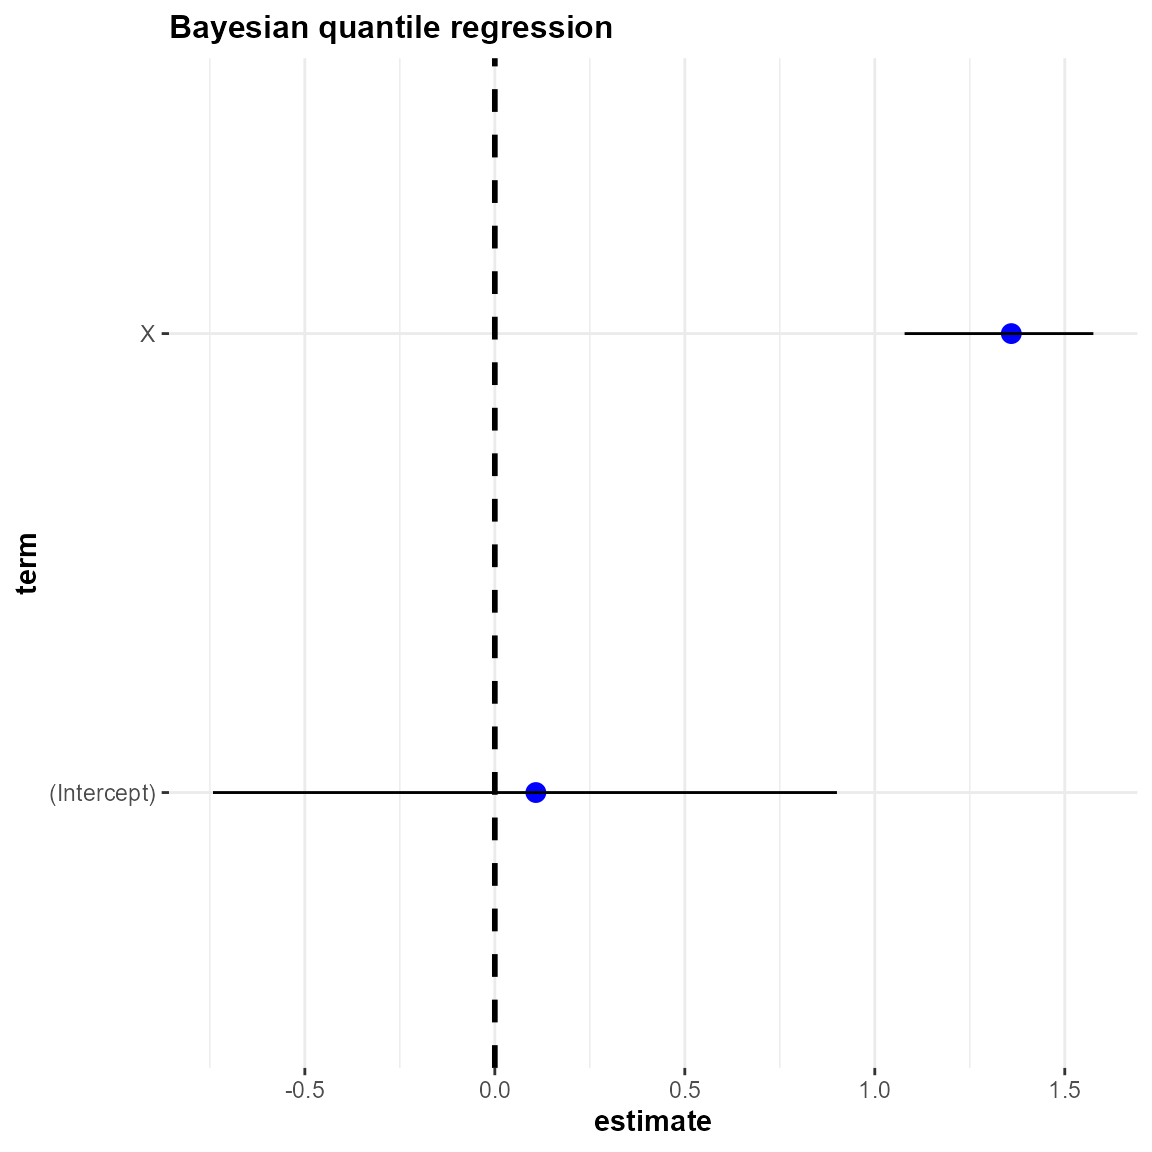 Bayesian quantile regression
term
X
(Intercept)
-0.5 0.0 0.5 1.0 1.5
estimate